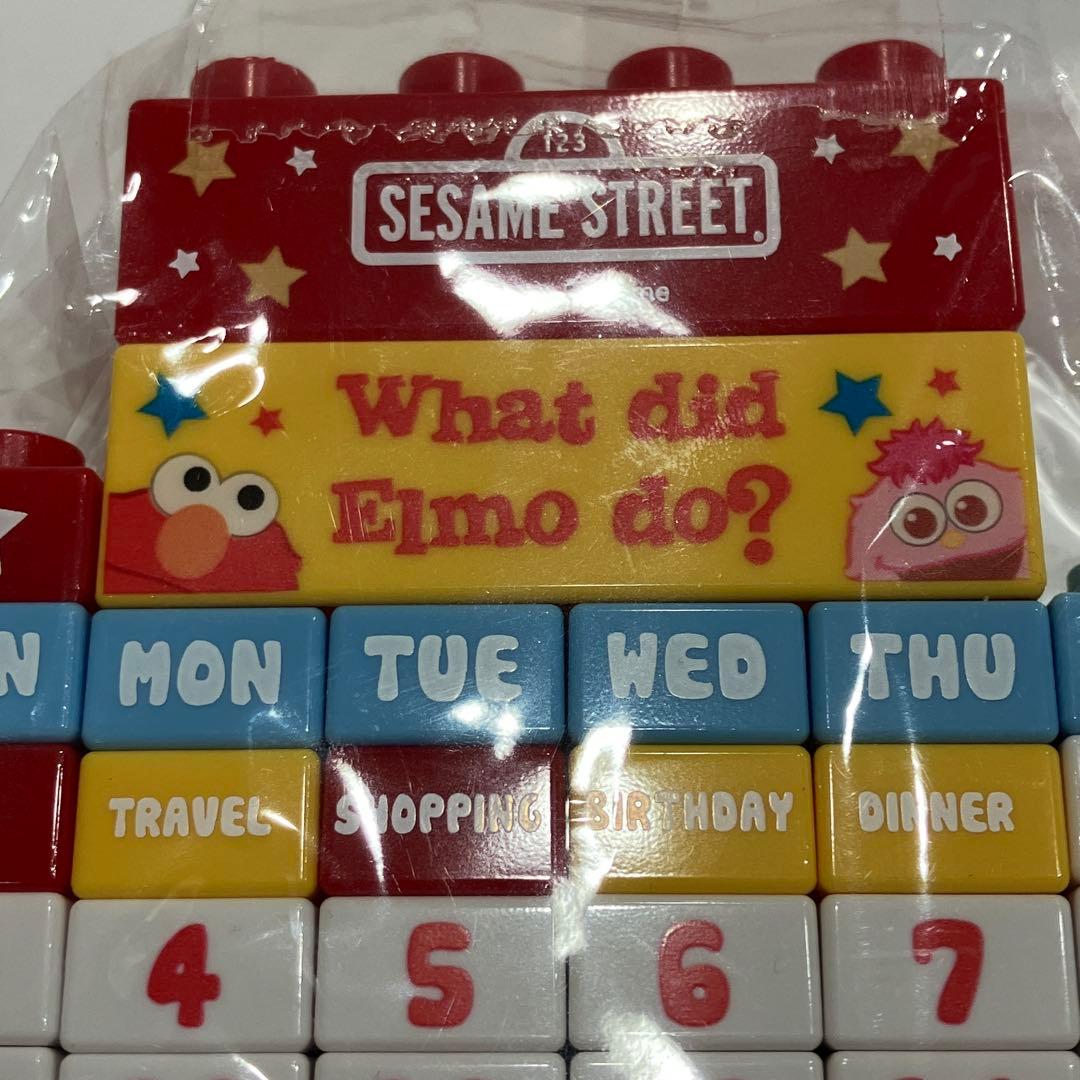 123
SESAME STREET.
What did
Elmo do?
MON TUE WED THU
TRAVEL SHOPPING BIRTHDAY DINNER
4 5 6 7